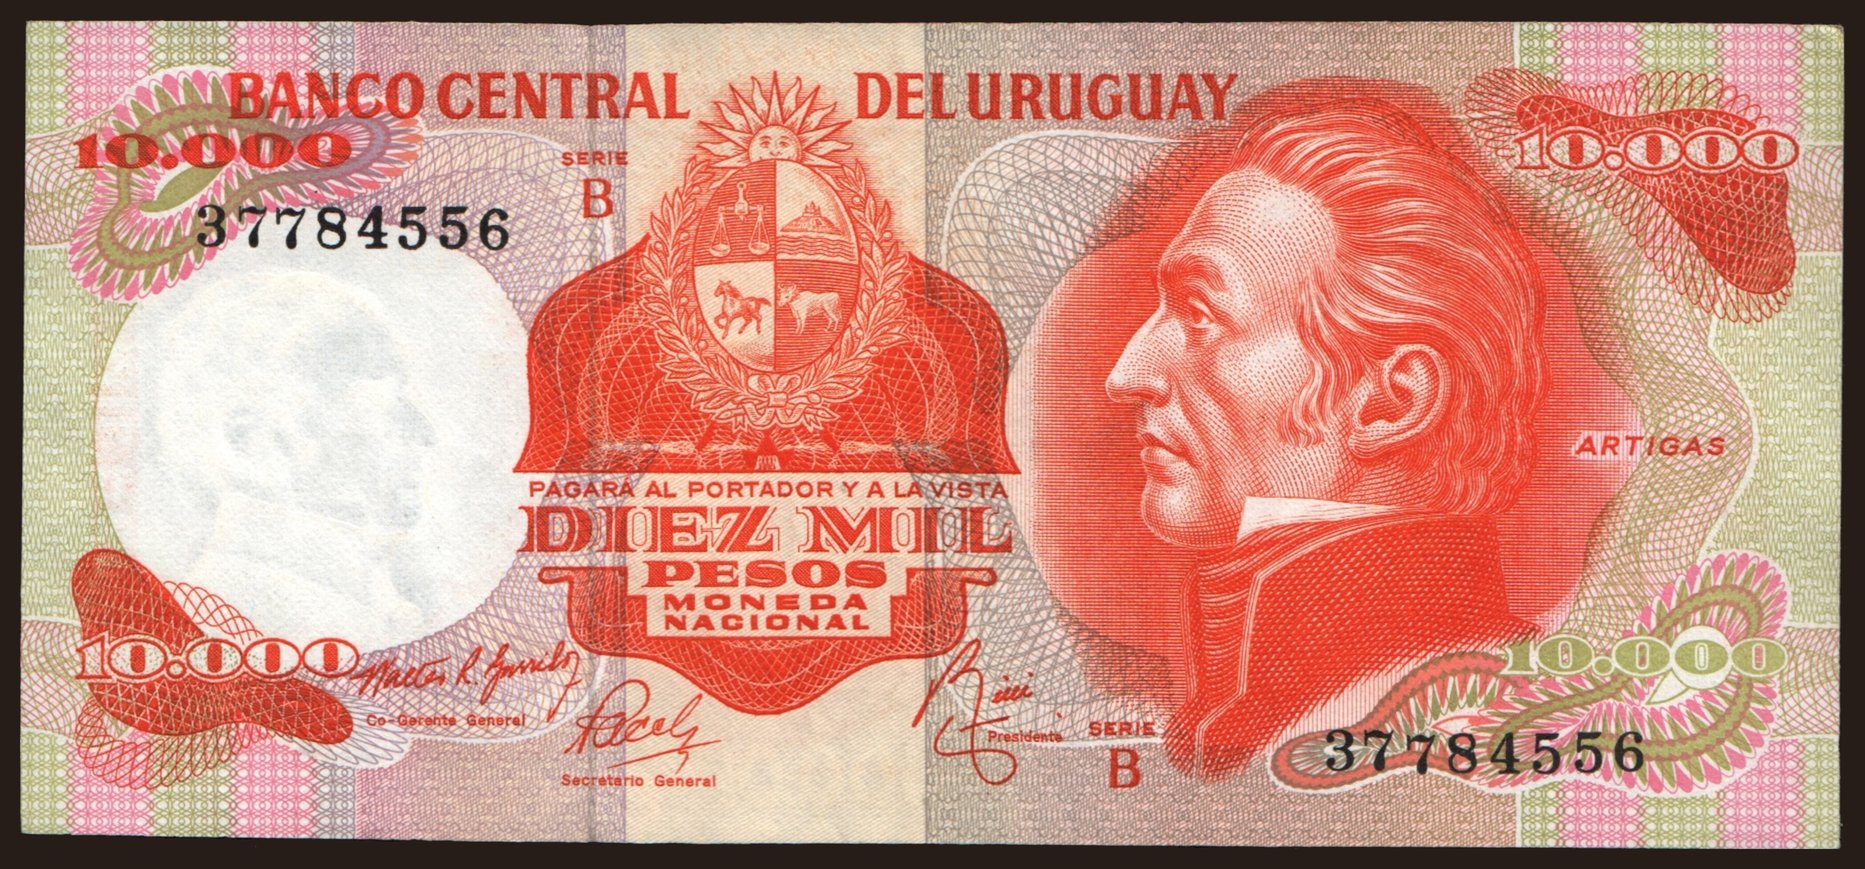 BANCO CENTRAL DEL URUGUAY
10.000
10.000
SERIE
B
37784556
ARTIGAS
PAGARÁ AL PORTADOR Y A LA VISTA
DIEZ MIL
PESOS
MONEDA
NACIONAL
10.000
10.000
Co-Gerente General
Secretario General
Presidente
SERIE
B
37784556